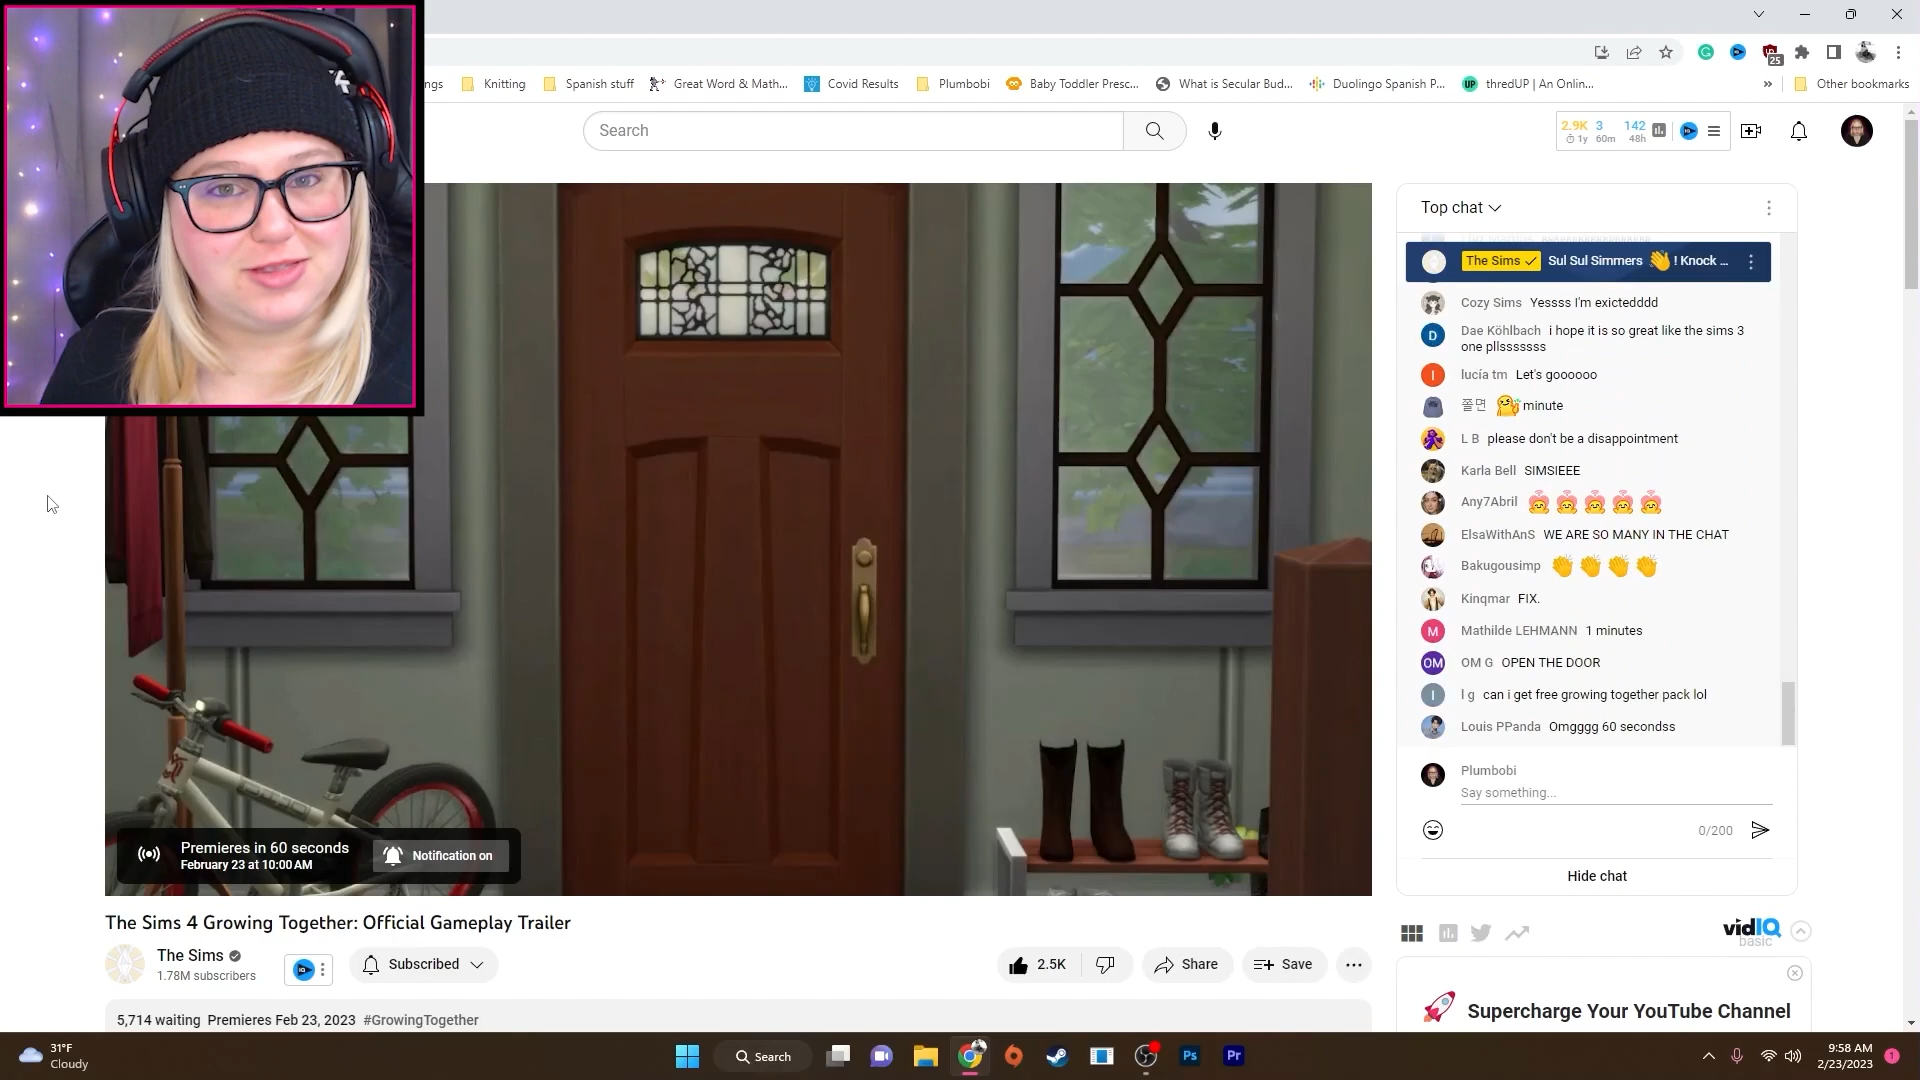 ngs
Knitting
Spanish stuff
Great Word & Math...
Covid Results
Plumbobi
Baby Toddler Presc...
What is Secular Bud...
Duolingo Spanish P...
UP
thredUP | An Onlin...
»
Other bookmarks
25
Search
2.9K 3 142
1y 60m 48h
Top chat
The Sims Sul Sul Simmers 👋 ! Knock ...
Cozy Sims Yessss I'm exictedddd
D Dae Köhlbach i hope it is so great like the sims 3
one pllsssssss
l lucía tm Let's goooooo
쫄면 minute
L B please don't be a disappointment
Karla Bell SIMSIEEE
Any7Abril
ElsaWithAnS WE ARE SO MANY IN THE CHAT
Bakugousimp 👏 👏 👏 👏
Kinqmar FIX.
M Mathilde LEHMANN 1 minutes
OM OM G OPEN THE DOOR
l l g can i get free growing together pack lol
Louis PPanda Omgggg 60 secondss
Plumbobi
Say something...
0/200
Hide chat
Premieres in 60 seconds
February 23 at 10:00 AM
Notification on
The Sims 4 Growing Together: Official Gameplay Trailer
The Sims
1.78M subscribers
Subscribed
2.5K
Share
Save
5,714 waiting Premieres Feb 23, 2023 #GrowingTogether
vidIQ
basic
Supercharge Your YouTube Channel
31°F
Cloudy
Search
Ps
Pr
9:58 AM
2/23/2023
1